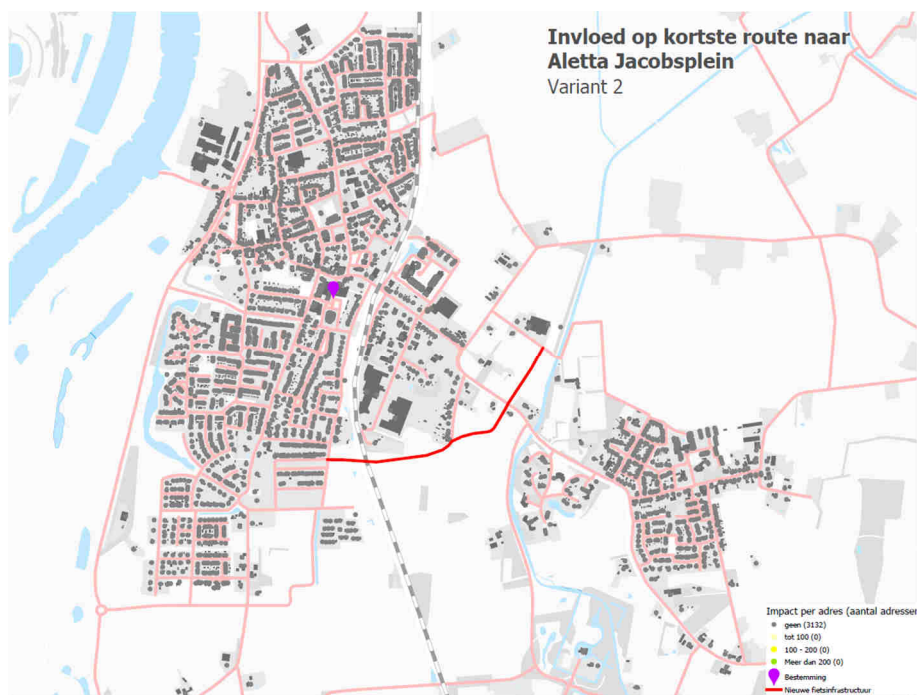 Invloed op kortste route naar
Aletta Jacobsplein
Variant 2
Impact per adres (aantal adressen
geen (3132)
tot 100 (0)
100 - 200 (0)
Meer dan 200 (0)
Bestemming
Nieuwe fietsinfrastructuur